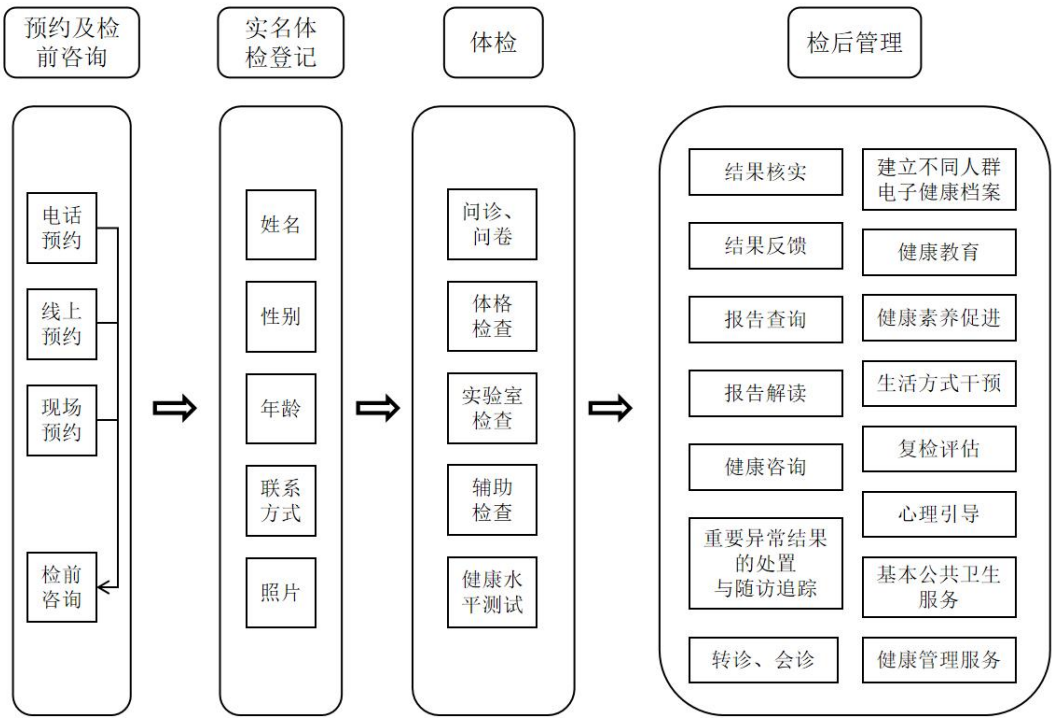 预约及检
前咨询
实名体
检登记
体检
检后管理
电话
预约
线上
预约
现场
预约
检前
咨询
姓名
性别
年龄
联系
方式
照片
问诊、
问卷
体格
检查
实验室
检查
辅助
检查
健康水
平测试
结果核实
结果反馈
报告查询
报告解读
健康咨询
重要异常结果
的处置
与随访追踪
转诊、会诊
建立不同人群
电子健康档案
健康教育
健康素养促进
生活方式干预
复检评估
心理引导
基本公共卫生
服务
健康管理服务